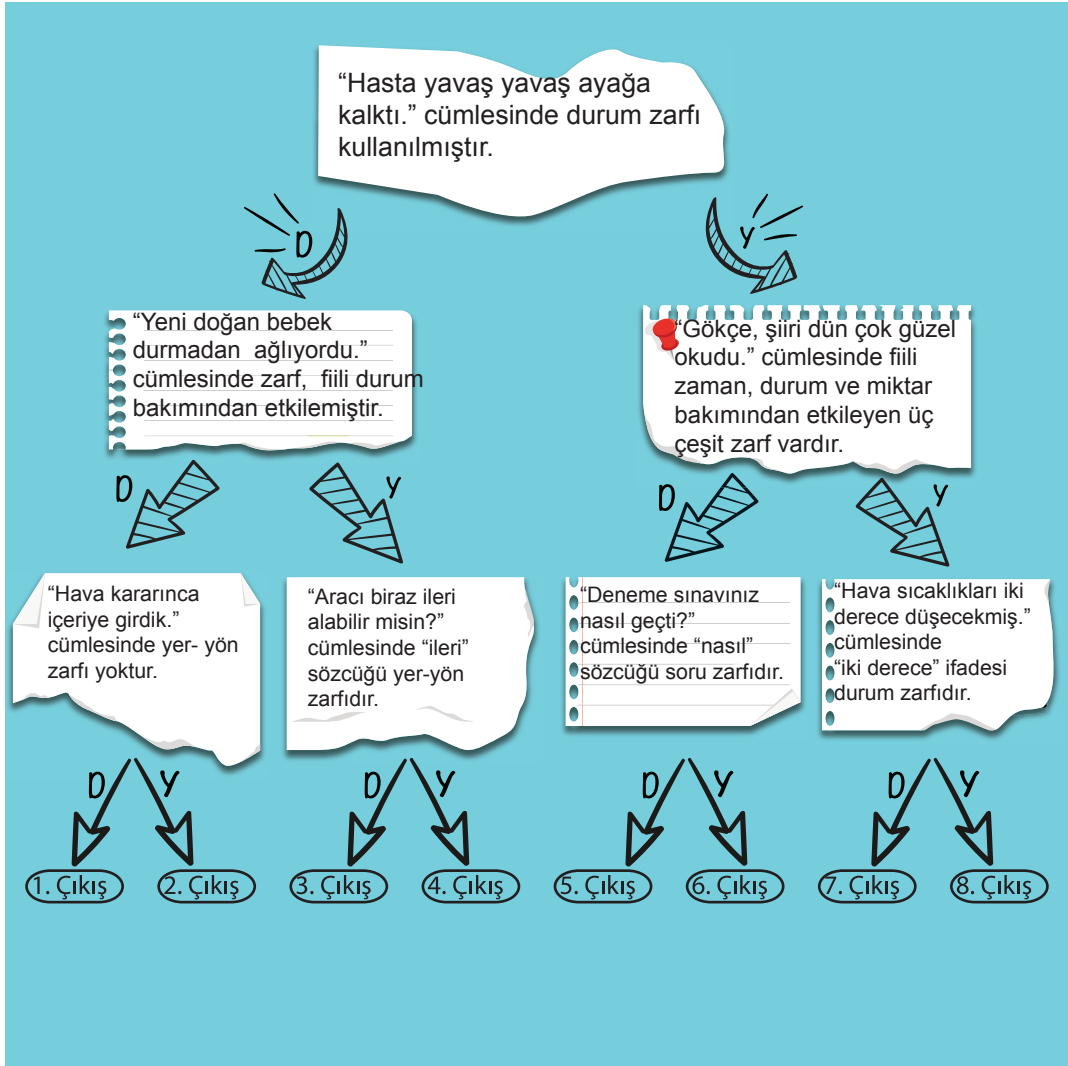 “Hasta yavaş yavaş ayağa
kalktı.” cümlesinde durum zarfı
kullanılmıştır.
D
Y
“Yeni doğan bebek
durmadan ağlıyordu.”
cümlesinde zarf, fiili durum
bakımından etkilemiştir.
“Gökçe, şiiri dün çok güzel
okudu.” cümlesinde fiili
zaman, durum ve miktar
bakımından etkileyen üç
çeşit zarf vardır.
D
Y
D
Y
“Hava kararınca
içeriye girdik.”
cümlesinde yer- yön
zarfı yoktur.
“Aracı biraz ileri
alabilir misin?”
cümlesinde “ileri”
sözcüğü yer-yön
zarfıdır.
“Deneme sınavınız
nasıl geçti?”
cümlesinde “nasıl”
sözcüğü soru zarfıdır.
“Hava sıcaklıkları iki
derece düşecekmiş.”
cümlesinde
“iki derece” ifadesi
durum zarfıdır.
D
Y
D
Y
D
Y
D
Y
1. Çıkış
2. Çıkış
3. Çıkış
4. Çıkış
5. Çıkış
6. Çıkış
7. Çıkış
8. Çıkış